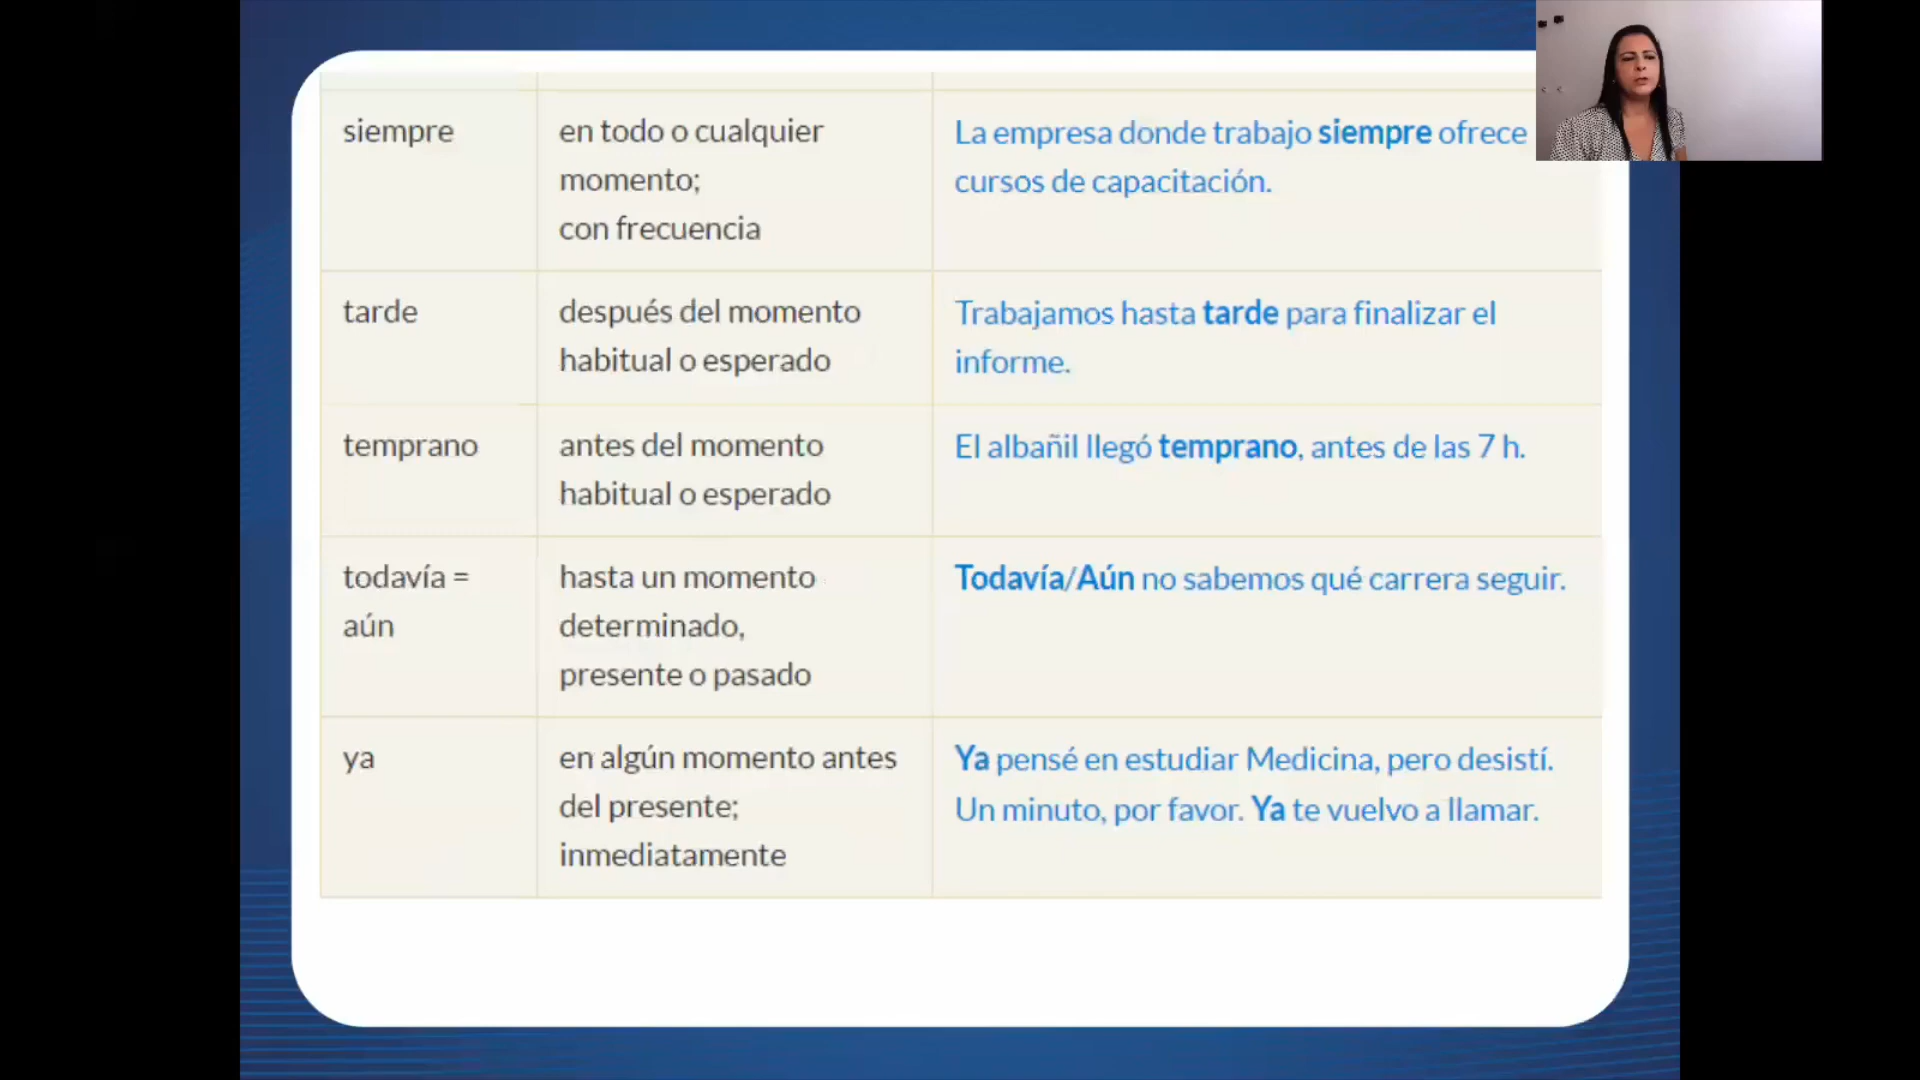 siempre
en todo o cualquier
momento;
con frecuencia
La empresa donde trabajo siempre ofrece
cursos de capacitación.
tarde
después del momento
habitual o esperado
Trabajamos hasta tarde para finalizar el
informe.
temprano
antes del momento
habitual o esperado
El albañil llegó temprano, antes de las 7 h.
todavía =
aún
hasta un momento
determinado,
presente o pasado
Todavía/Aún no sabemos qué carrera seguir.
ya
en algún momento antes
del presente;
inmediatamente
Ya pensé en estudiar Medicina, pero desistí.
Un minuto, por favor. Ya te vuelvo a llamar.